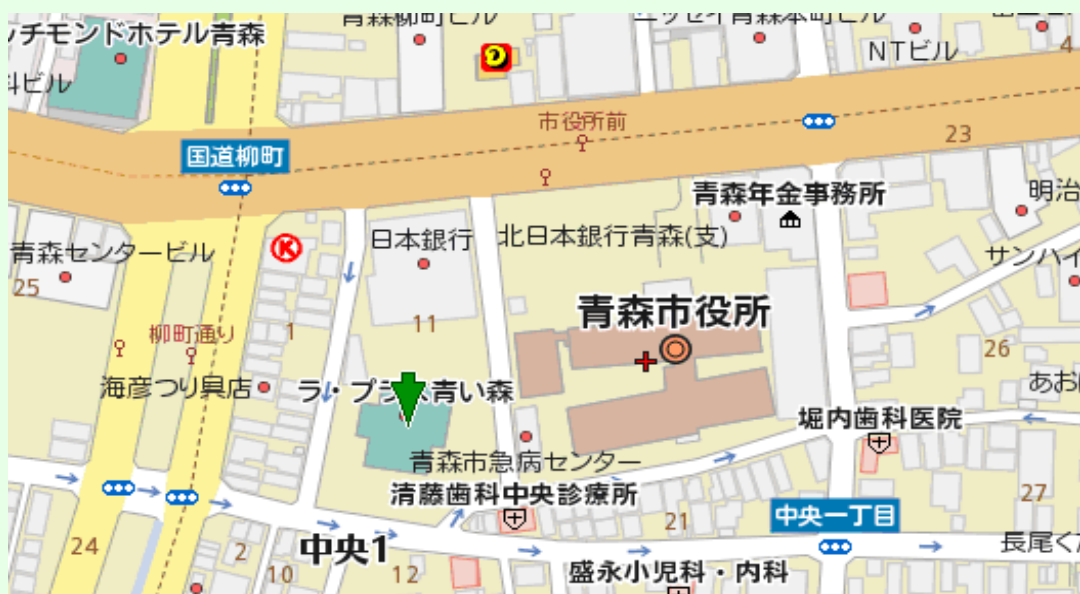 ッチモンドホテル青森
青森柳町ビル
ニッセイ青森本町ビル
NTビル
4
科ビル
市役所前
23
国道柳町
青森年金事務所
明治
日本銀行
北日本銀行青森(支)
青森センタービル
K
サンハイ
25
青森市役所
11
1
柳町通り
26
海彦つり具店
ラ・プラス青い森
あお
堀内歯科医院
青森市急病センター
清藤歯科中央診療所
27
21
中央一丁目
24
2
中央1
長尾く
10
12
盛永小児科・内科